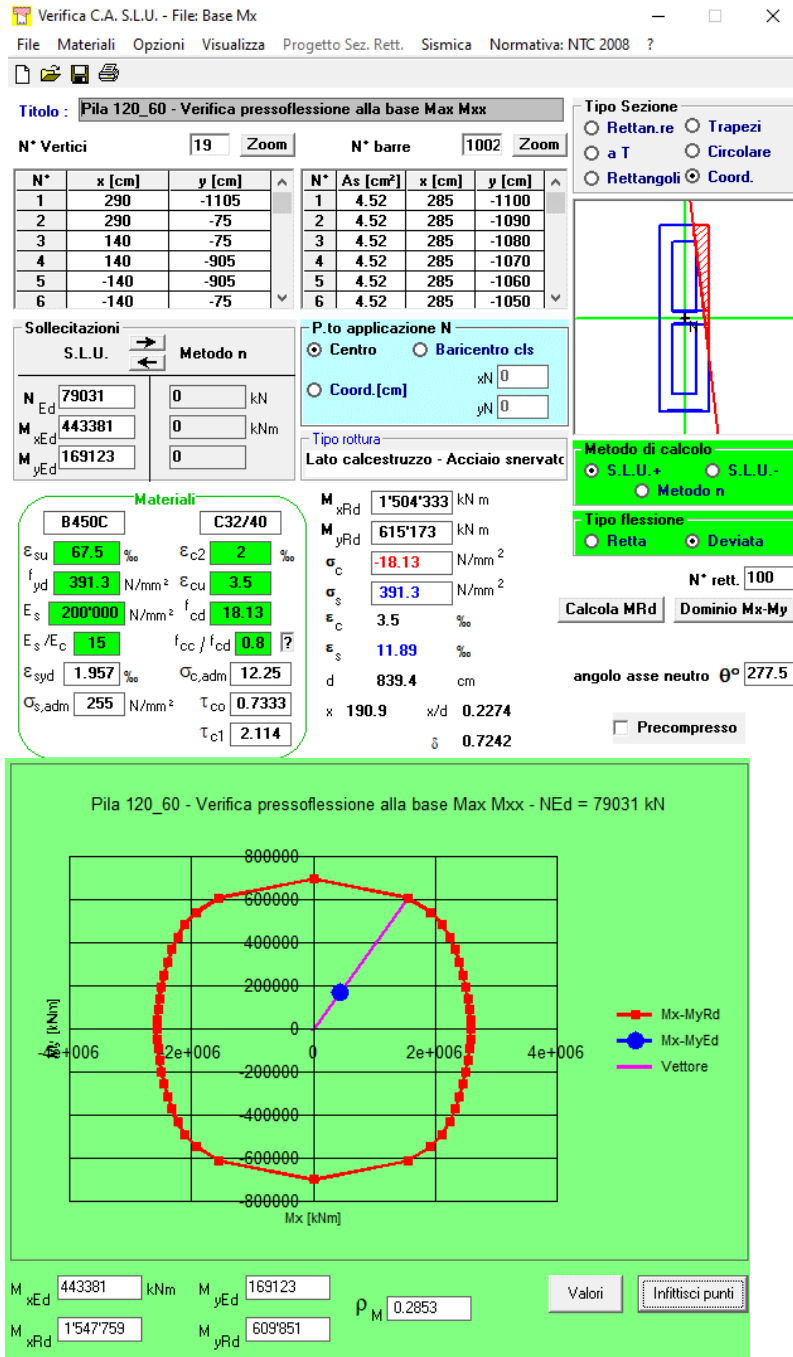 Verifica C.A. S.L.U. - File: Base Mx
File Materiali Opzioni Visualizza Progetto Sez. Rett. Sismica Normativa: NTC 2008 ?
Titolo : Pila 120_60 - Verifica pressoflessione alla base Max Mxx
N* Vertici 19 Zoom
N* barre 1002 Zoom
N* x [cm] y [cm]
1 290 -1105
2 290 -75
3 140 -75
4 140 -905
5 -140 -905
6 -140 -75
N* As [cm²] x [cm] y [cm]
1 4.52 285 -1100
2 4.52 285 -1090
3 4.52 285 -1080
4 4.52 285 -1070
5 4.52 285 -1060
6 4.52 285 -1050
Tipo Sezione
Rettan.re Trapezi
a T Circolare
Rettangoli Coord.
N
Sollecitazioni
S.L.U. Metodo n
N Ed 79031 0 kN
M xEd 443381 0 kNm
M yEd 169123 0
P.to applicazione N
Centro Baricentro cls
Coord.[cm] xN 0
yN 0
Tipo rottura
Lato calcestruzzo - Acciaio snervato
Metodo di calcolo
S.L.U.+ S.L.U.-
Metodo n
Tipo flessione
Retta Deviata
N* rett. 100
Calcola MRd Dominio Mx-My
angolo asse neutro θ° 277.5
Precompresso
Materiali
B450C C32/40
εsu 67.5 ‰ εc2 2 ‰
fyd 391.3 N/mm² εcu 3.5
Es 200'000 N/mm² fcd 18.13
Es/Ec 15 fcc / fcd 0.8 ?
εsyd 1.957 ‰ σc,adm 12.25
σs,adm 255 N/mm² τco 0.7333
τc1 2.114
M xRd 1'504'333 kN m
M yRd 615'173 kN m
σc -18.13 N/mm²
σs 391.3 N/mm²
εc 3.5 ‰
εs 11.89 ‰
d 839.4 cm
x 190.9 x/d 0.2274
δ 0.7242
Pila 120_60 - Verifica pressoflessione alla base Max Mxx - NEd = 79031 kN
800000
600000
400000
200000
0
-200000
-400000
-600000
-800000
-4e+006 -2e+006 0 2e+006 4e+006
My [kNm]
Mx [kNm]
Mx-MyRd
Mx-MyEd
Vettore
M xEd 443381 kNm M yEd 169123
ρ M 0.2853
Valori Infittisci punti
M xRd 1'547'759 M yRd 609'851